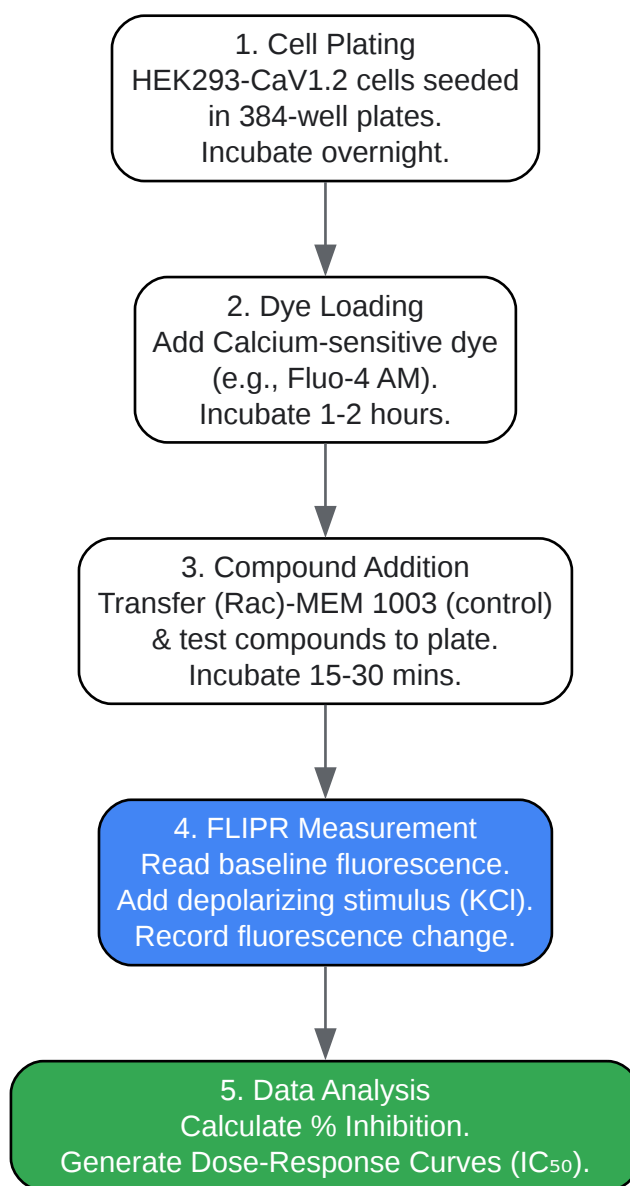 1. Cell Plating
HEK293-CaV1.2 cells seeded
in 384-well plates.
Incubate overnight.
2. Dye Loading
Add Calcium-sensitive dye
(e.g., Fluo-4 AM).
Incubate 1-2 hours.
3. Compound Addition
Transfer (Rac)-MEM 1003 (control)
& test compounds to plate.
Incubate 15-30 mins.
4. FLIPR Measurement
Read baseline fluorescence.
Add depolarizing stimulus (KCl).
Record fluorescence change.
5. Data Analysis
Calculate % Inhibition.
Generate Dose-Response Curves (IC₅₀).